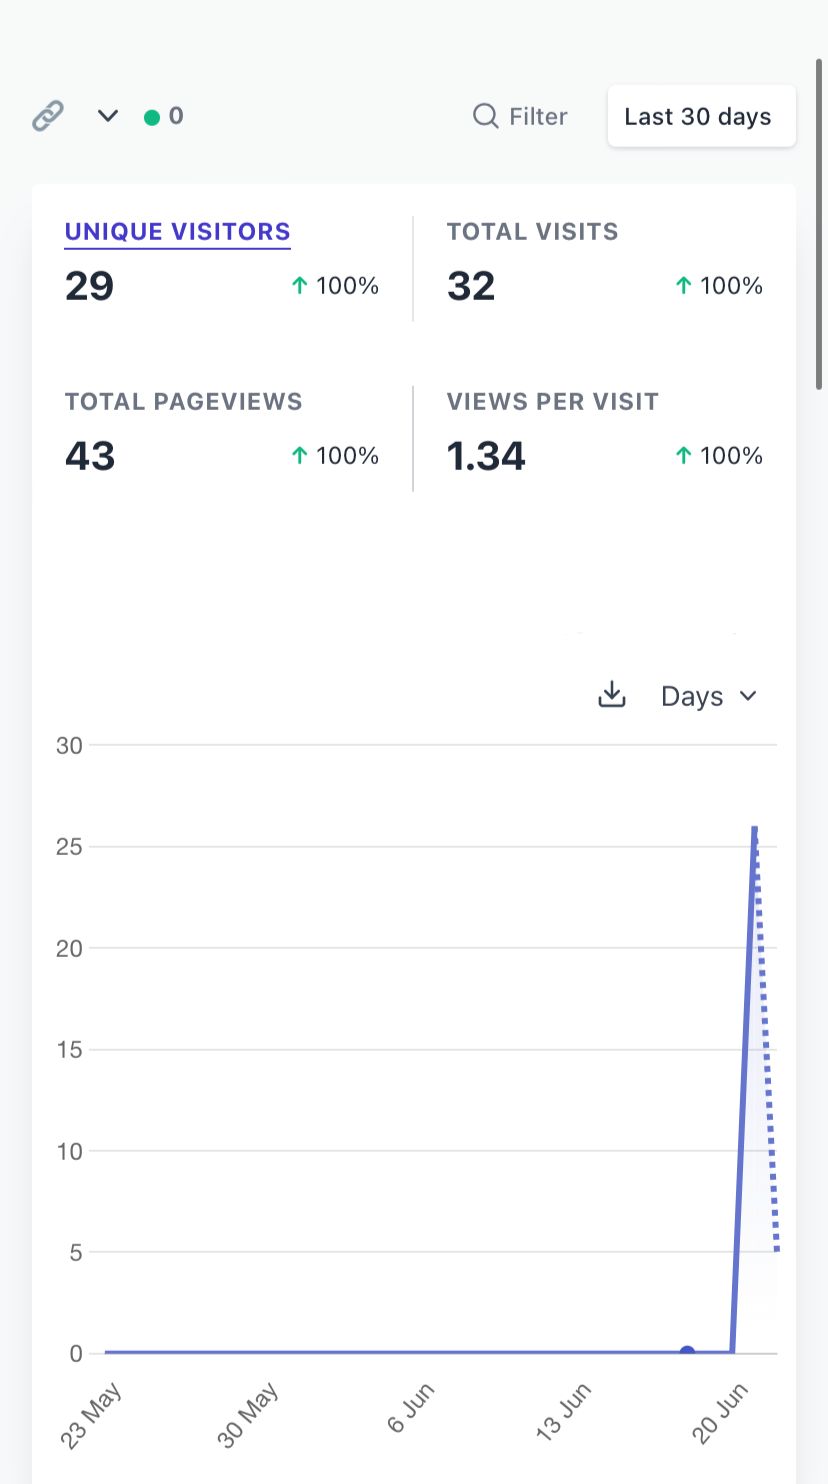 0 Filter Last 30 days
UNIQUE VISITORS TOTAL VISITS
29 ↑ 100% 32 ↑ 100%
TOTAL PAGEVIEWS VIEWS PER VISIT
43 ↑ 100% 1.34 ↑ 100%
Days
30
25
20
15
10
5
0
23 May 30 May 6 Jun 13 Jun 20 Jun